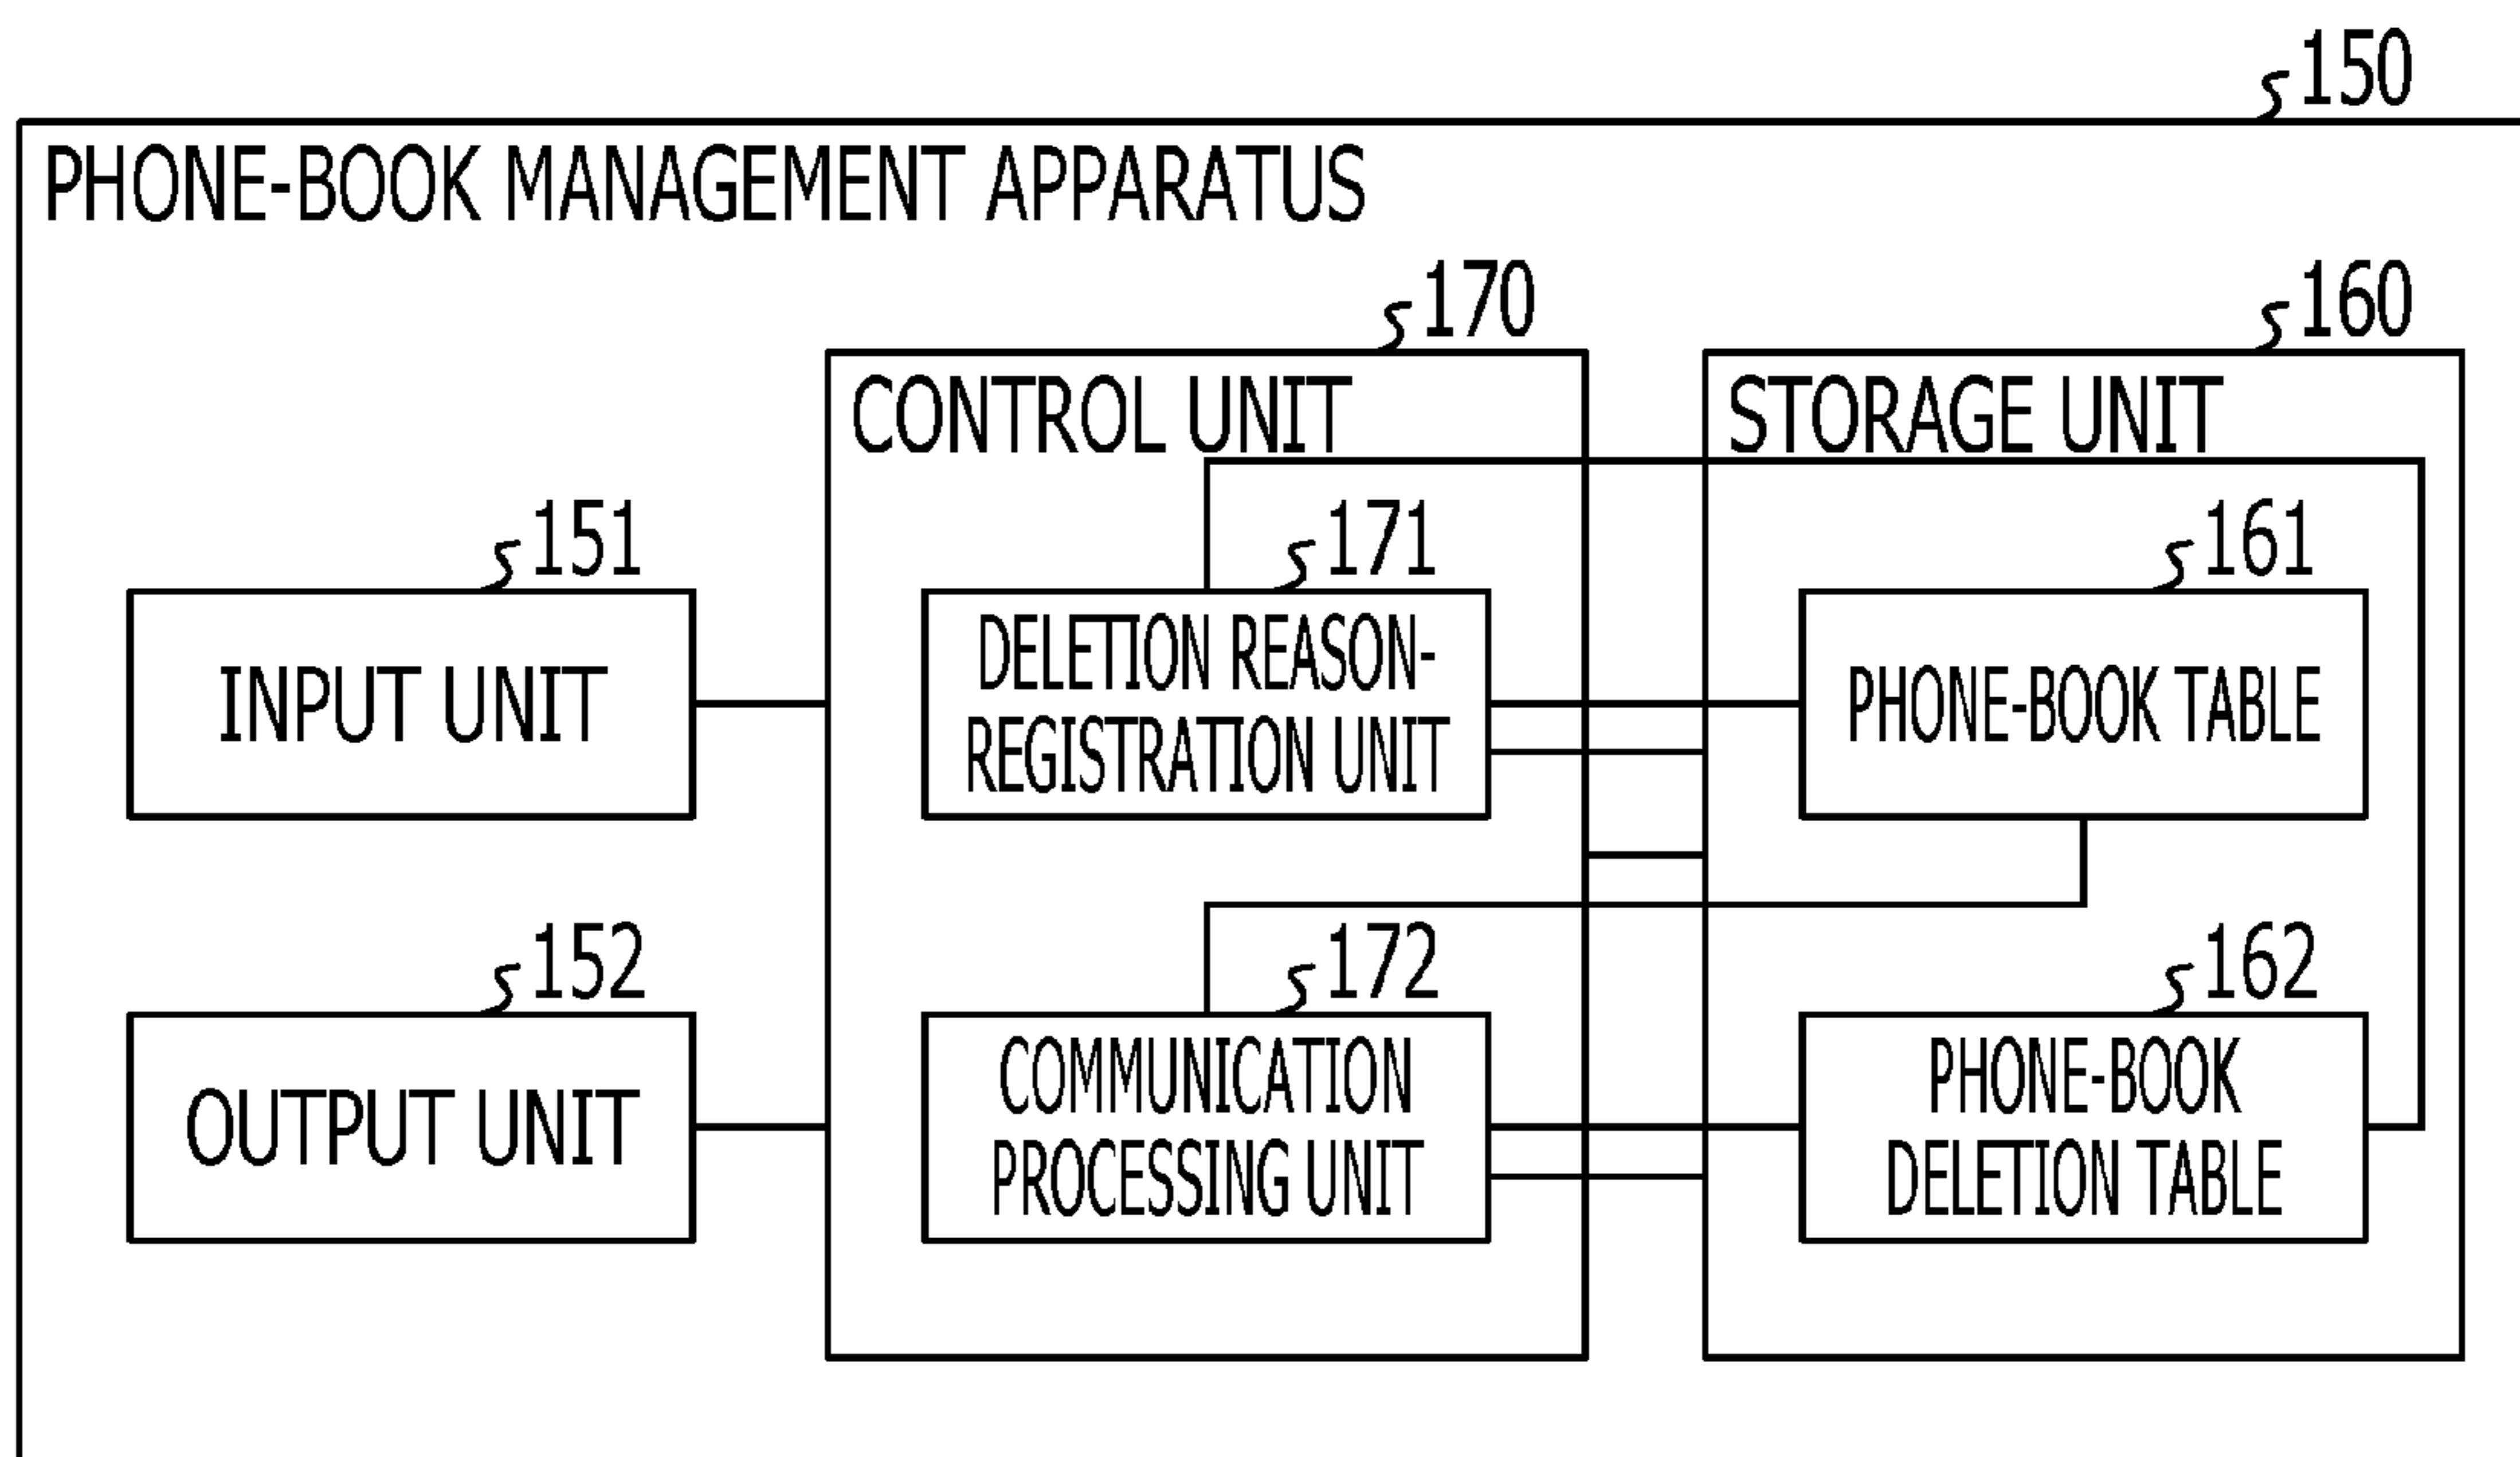 150
PHONE-BOOK MANAGEMENT APPARATUS
170
160
CONTROL UNIT
STORAGE UNIT
151
171
161
INPUT UNIT
DELETION REASON-
REGISTRATION UNIT
PHONE-BOOK TABLE
152
172
162
OUTPUT UNIT
COMMUNICATION
PROCESSING UNIT
PHONE-BOOK
DELETION TABLE